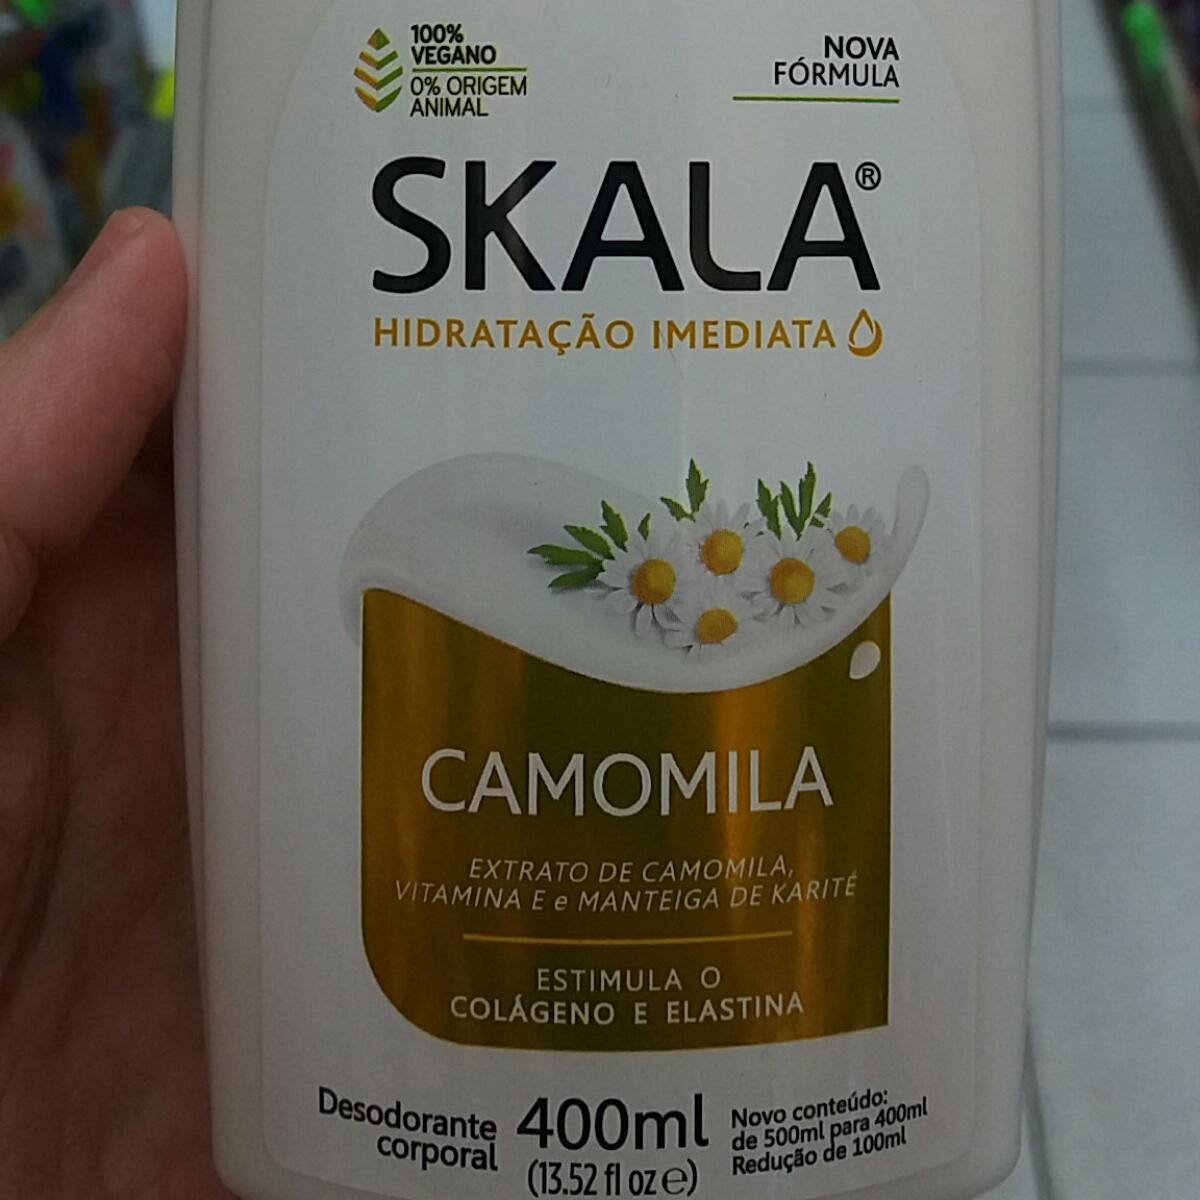 100%
VEGANO
0% ORIGEM
ANIMAL
NOVA
FÓRMULA
SKALA®
HIDRATAÇÃO IMEDIATA
CAMOMILA
EXTRATO DE CAMOMILA,
VITAMINA E e MANTEIGA DE KARITÉ
ESTIMULA O
COLÁGENO E ELASTINA
Desodorante
corporal
400ml
(13.52 fl oz ℮)
Novo conteúdo:
de 500ml para 400ml
Redução de 100ml